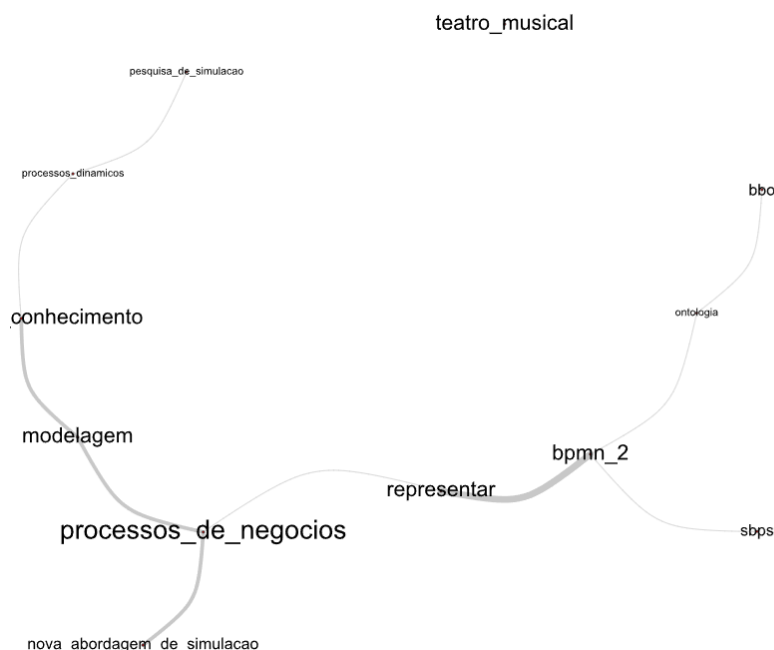 teatro_musical
pesquisa_de_simulacao
processos_dinamicos
bbo
ontologia
conhecimento
modelagem
bpmn_2
representar
processos_de_negocios
sbps
nova_abordagem_de_simulacao